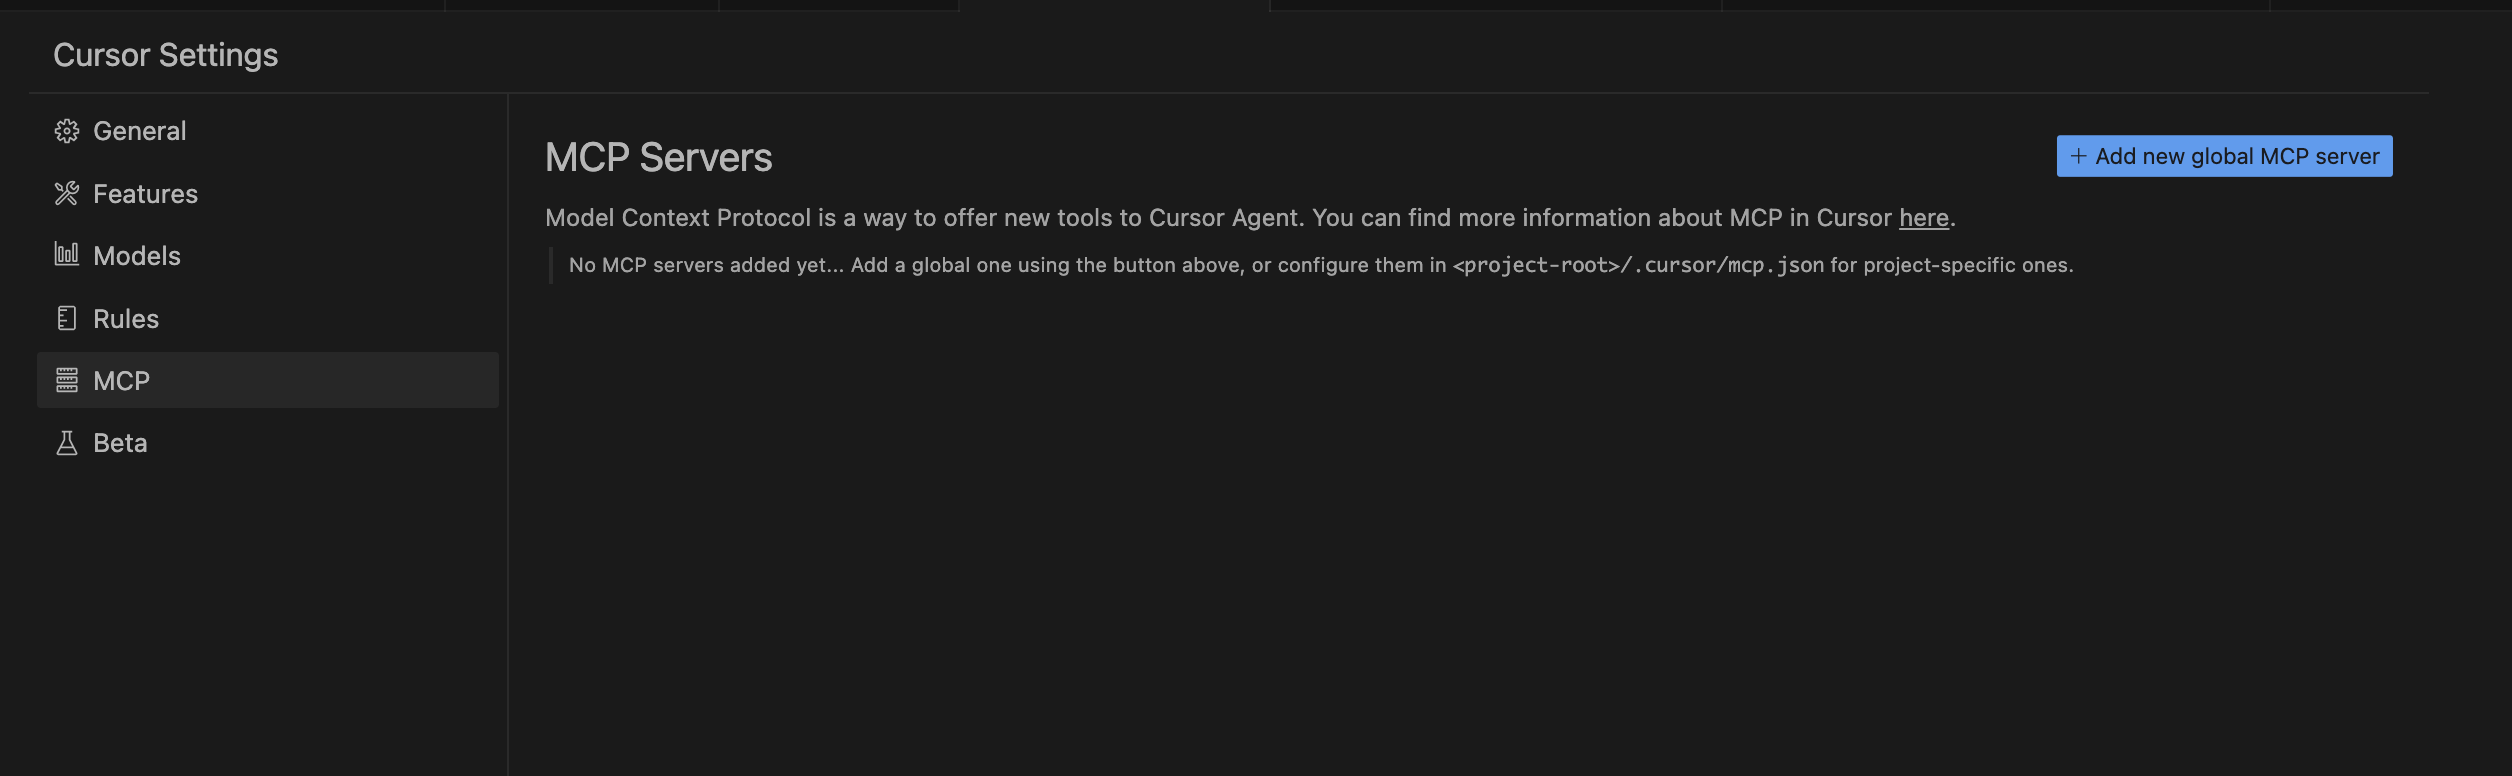 Cursor Settings
General
Features
Models
Rules
MCP
Beta
MCP Servers
+ Add new global MCP server
Model Context Protocol is a way to offer new tools to Cursor Agent. You can find more information about MCP in Cursor here.
No MCP servers added yet... Add a global one using the button above, or configure them in <project-root>/.cursor/mcp.json for project-specific ones.